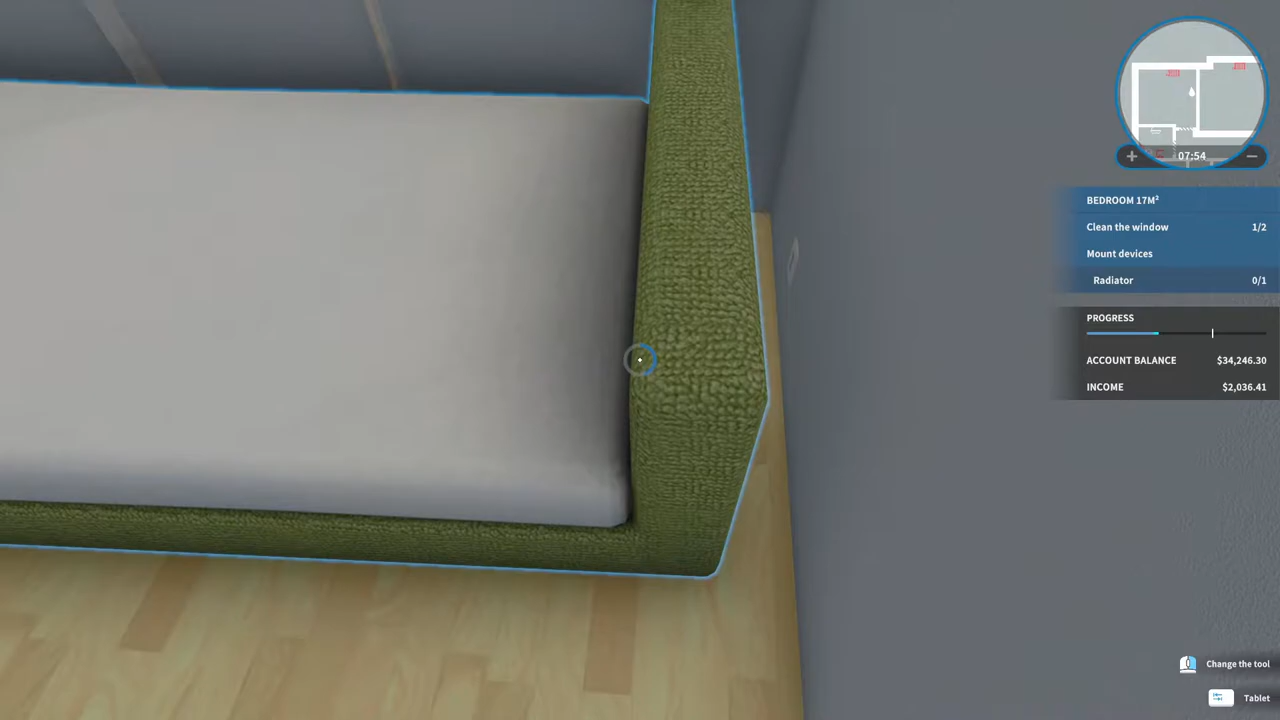 + 07:54 −
BEDROOM 17M²
Clean the window 1/2
Mount devices
Radiator 0/1
PROGRESS
ACCOUNT BALANCE $34,246.30
INCOME $2,036.41
Change the tool
Tablet